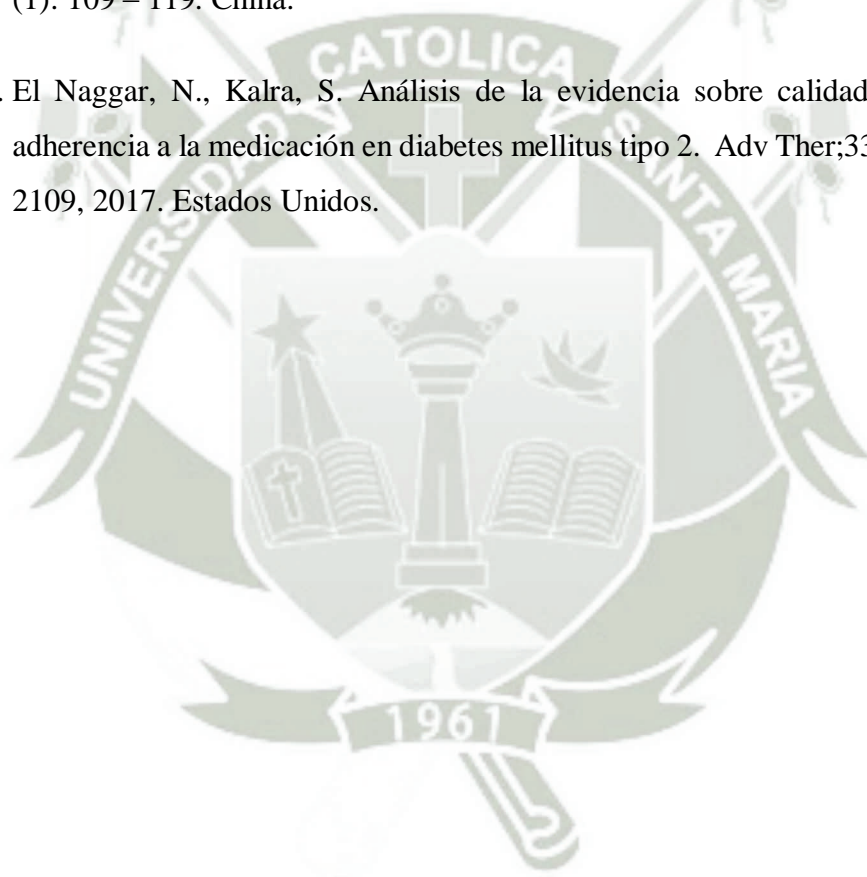 (1): 109 – 119. China.
. El Naggar, N., Kalra, S. Análisis de la evidencia sobre calidad
adherencia a la medicación en diabetes mellitus tipo 2. Adv Ther;33
2109, 2017. Estados Unidos.
UNIVERSIDAD CATOLICA SANTA MARIA
1961